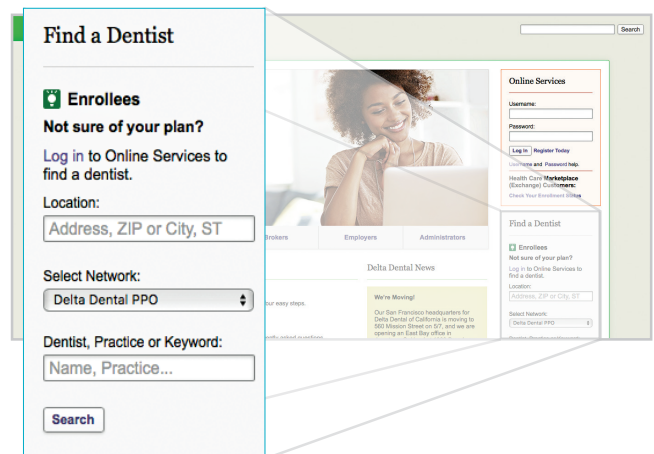 Find a Dentist
Enrollees
Not sure of your plan?
Log in to Online Services to
find a dentist.
Location:
Address, ZIP or City, ST
Select Network:
Delta Dental PPO
Dentist, Practice or Keyword:
Name, Practice...
Search
Search
Online Services
Username:
Password:
Log In Register Today
Username and Password help.
Health Care Marketplace
(Exchange) Customers:
Check Your Enrollment Status
Brokers Employers Administrators
Find a Dentist
Enrollees
Not sure of your plan?
Log in to Online Services to
find a dentist.
Location:
Address, ZIP or City, ST
Select Network:
Delta Dental PPO
Delta Dental News
We're Moving!
Our San Francisco headquarters for
Delta Dental of California is moving to
560 Mission Street on 5/7, and we are
opening an East Bay office in
our easy steps.
asked questions